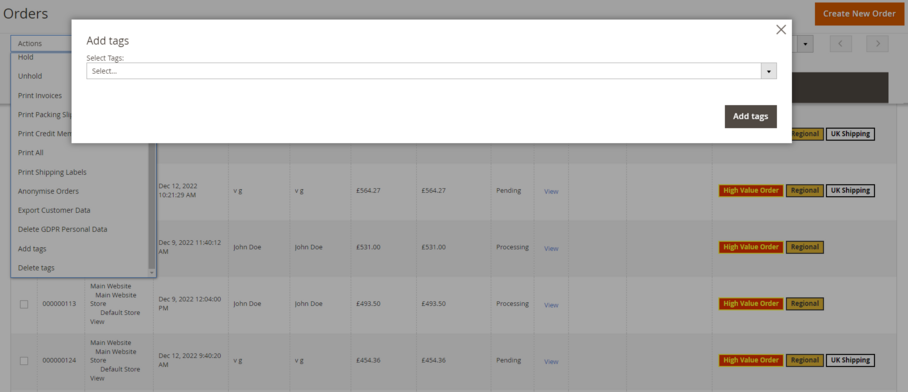 Orders
Create New Order
Add tags
Select Tags:
Select...
Add tags
Actions
Hold
Unhold
Print Invoices
Print Packing Sli
Print Credit Mem
Print All
Print Shipping Labels
Anonymise Orders
Export Customer Data
Delete GDPR Personal Data
Add tags
Delete tags
Regional UK Shipping
Dec 12, 2022
10:21:29 AM
v g v g £564.27 £564.27 Pending View High Value Order Regional UK Shipping
Dec 9, 2022 11:40:12
AM
John Doe John Doe £531.00 £531.00 Processing View High Value Order Regional
000000113
Main Website
Main Website
Store
Default Store
View
Dec 9, 2022 12:04:00
PM
John Doe John Doe £493.50 £493.50 Processing View High Value Order Regional
000000124
Main Website
Main Website
Store
Default Store
View
Dec 12, 2022 9:40:20
AM
v g v g £454.36 £454.36 Pending View High Value Order Regional UK Shipping